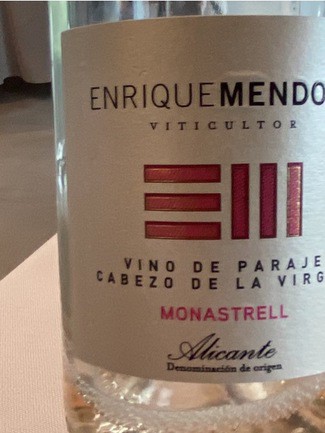 ENRIQUEMENDO
VITICULTOR
VINO DE PARAJE
CABEZO DE LA VIRG
MONASTRELL
Alicante
Denominación de origen